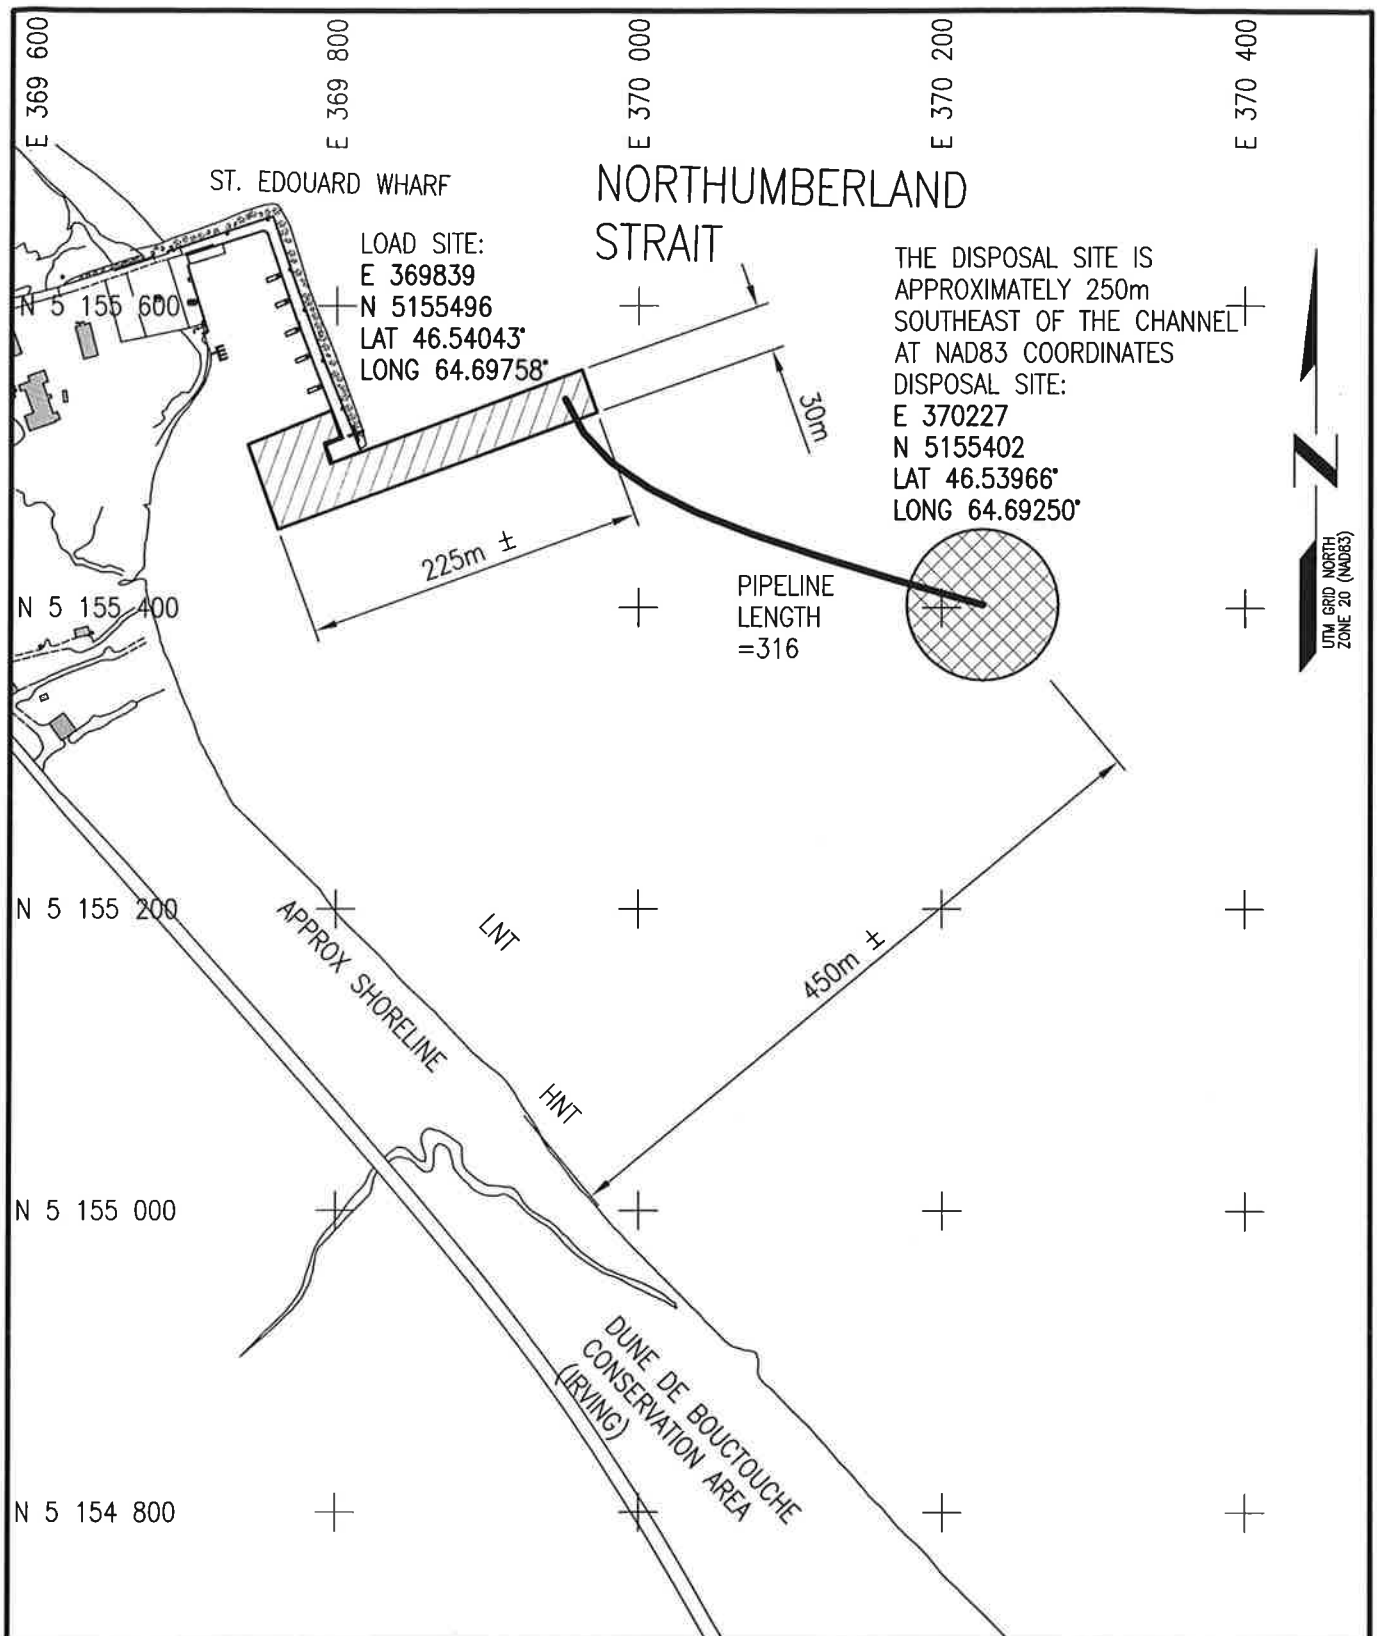 E 369 600
E 369 800
E 370 000
E 370 200
E 370 400
ST. EDOUARD WHARF
NORTHUMBERLAND
STRAIT
LOAD SITE:
E 369839
N 5155496
LAT 46.54043°
LONG 64.69758°
THE DISPOSAL SITE IS
APPROXIMATELY 250m
SOUTHEAST OF THE CHANNEL
AT NAD83 COORDINATES
DISPOSAL SITE:
E 370227
N 5155402
LAT 46.53966°
LONG 64.69250°
N 5 155 600
30m
225m ±
N
UTM GRID NORTH
ZONE 20 (NAD83)
PIPELINE
LENGTH
=316
N 5 155 400
N 5 155 200
APPROX SHORELINE
LNT
450m ±
HNT
N 5 155 000
DUNE DE BOUCTOUCHE
CONSERVATION AREA
(IRVING)
N 5 154 800